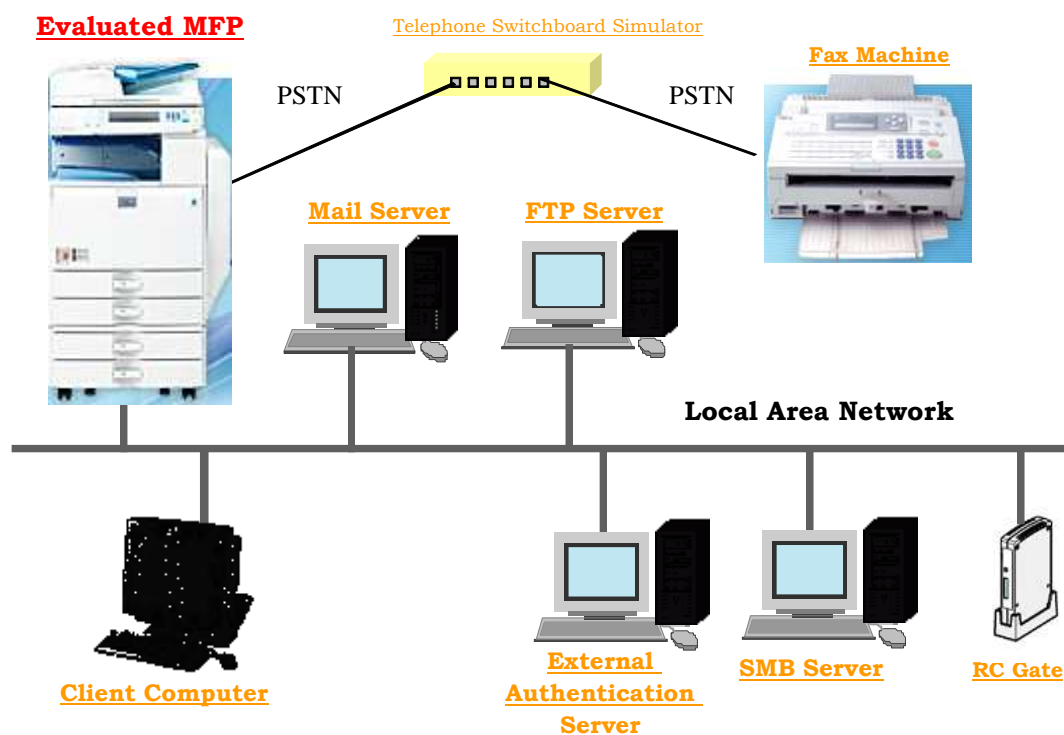 Evaluated MFP
Telephone Switchboard Simulator
Fax Machine
PSTN
PSTN
Mail Server
FTP Server
Local Area Network
Client Computer
External
Authentication
Server
SMB Server
RC Gate